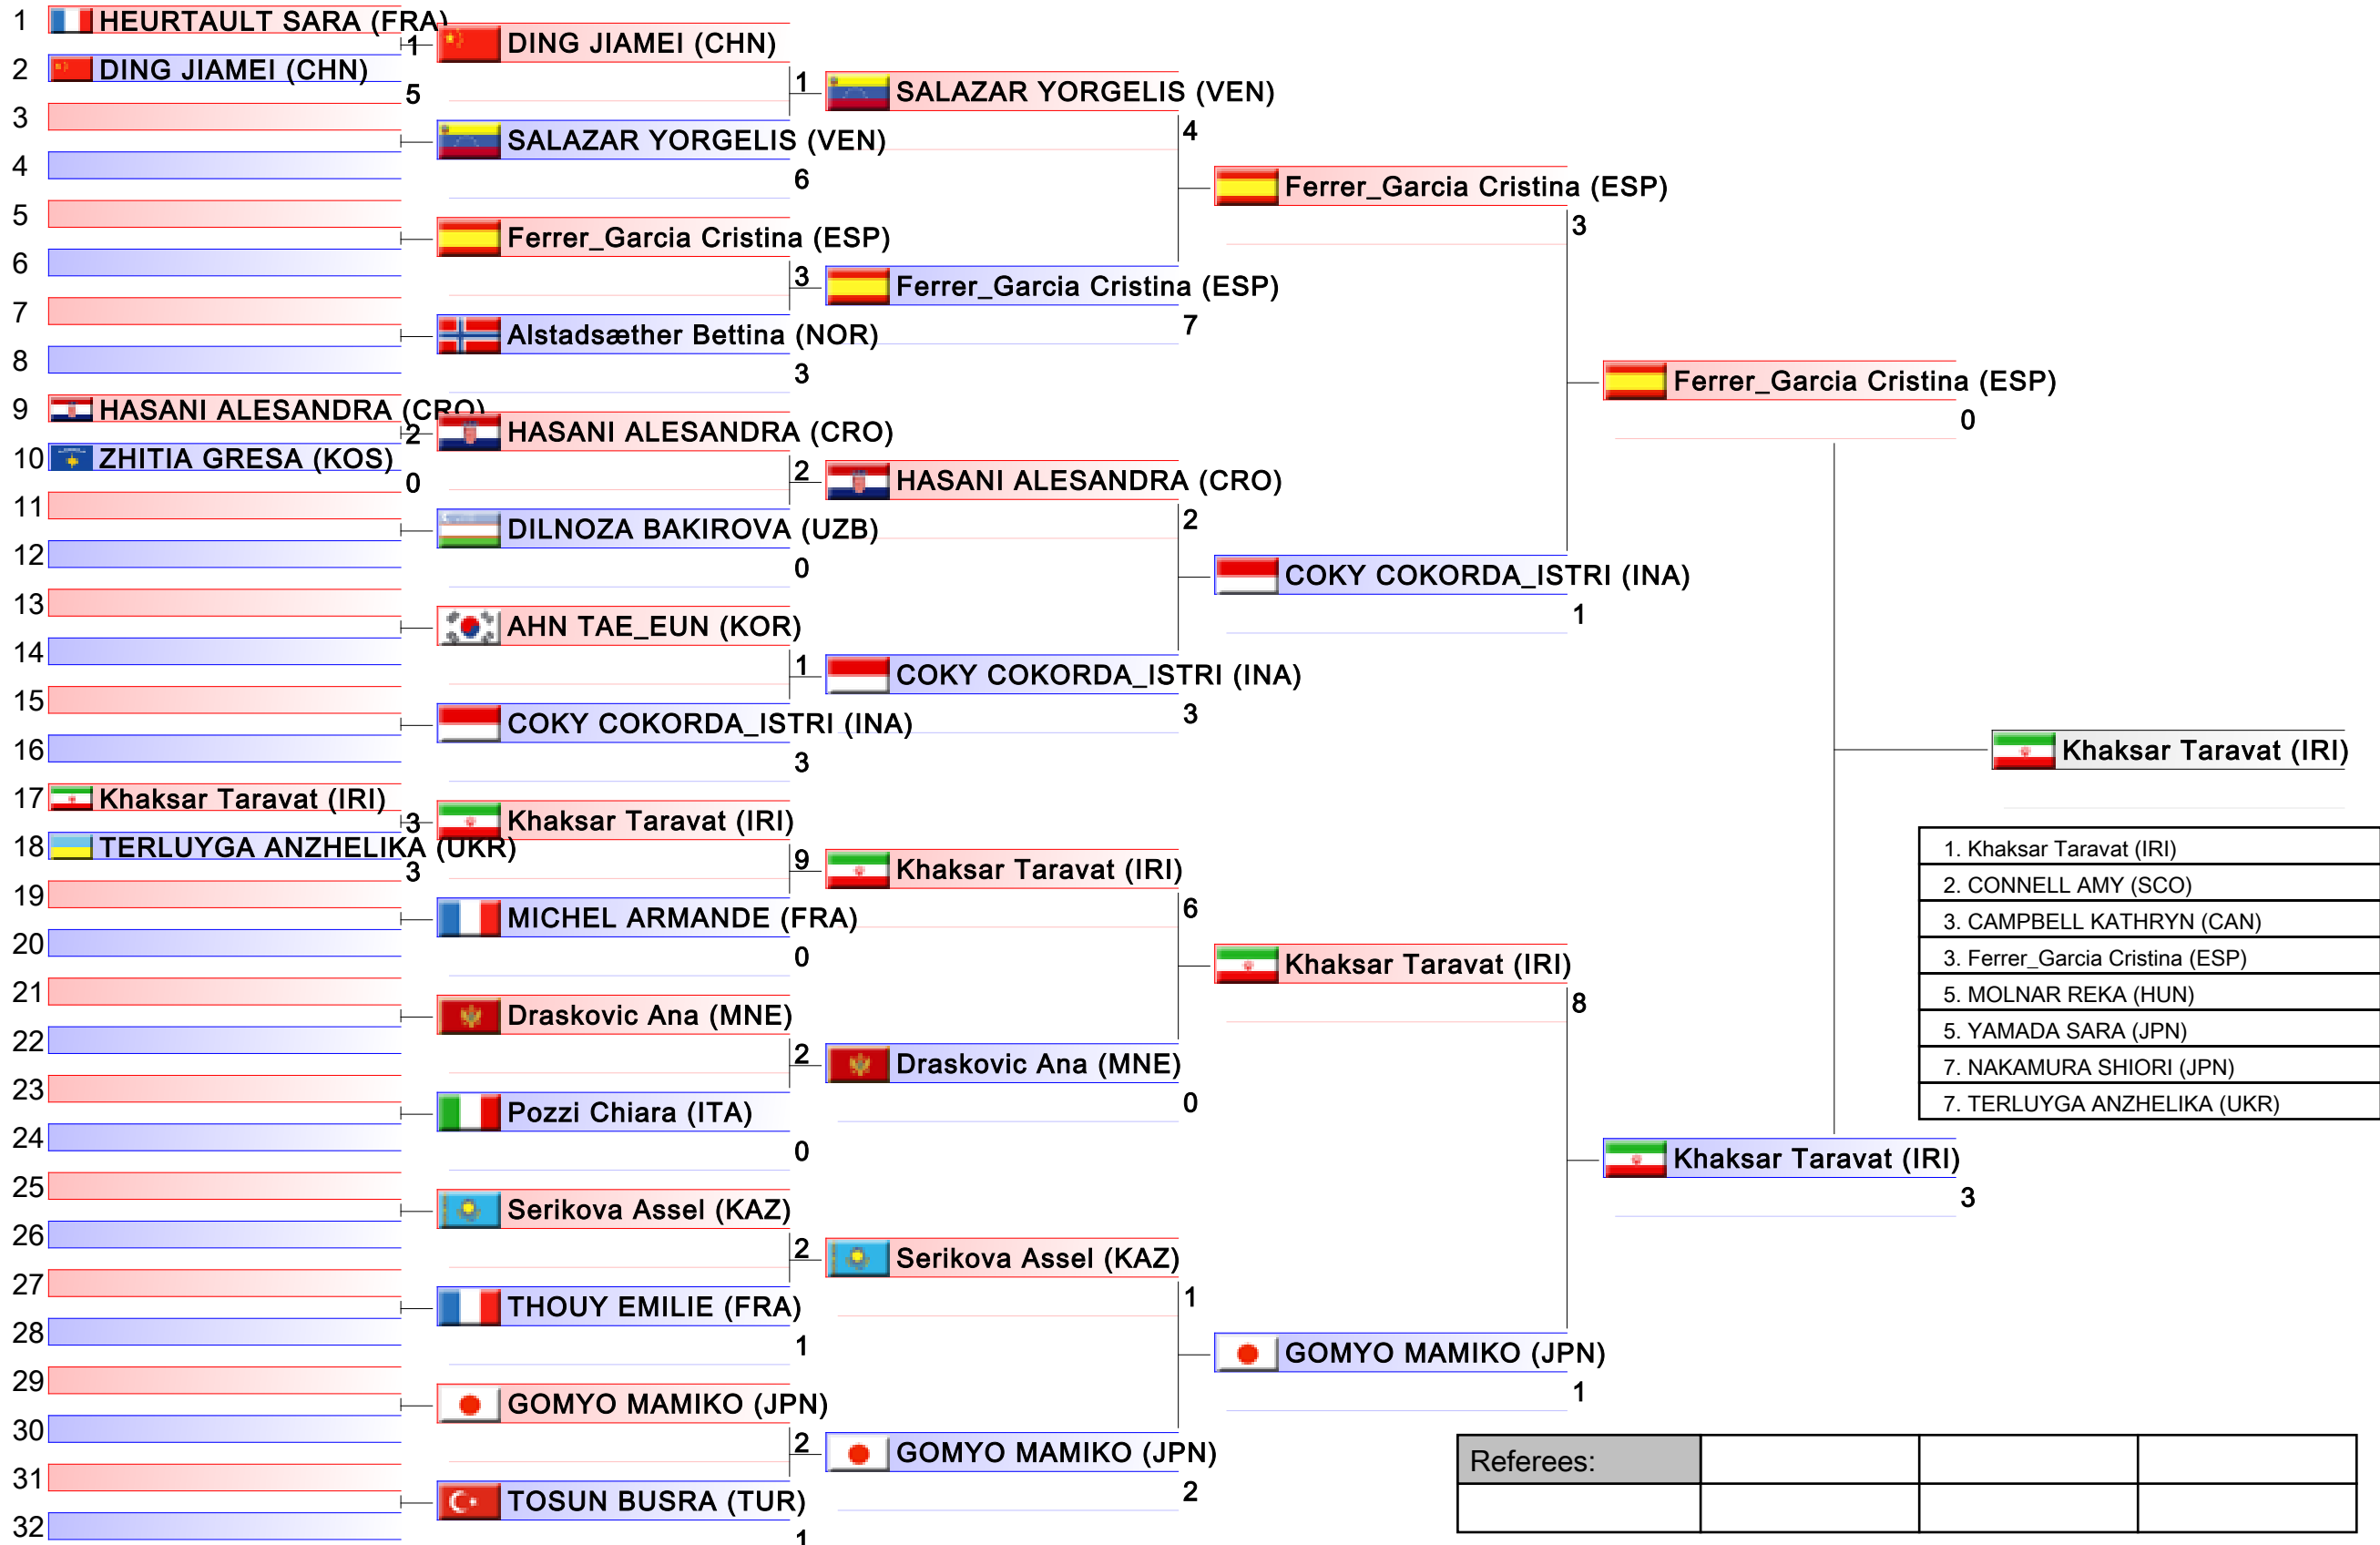 1 HEURTAULT SARA (FRA)
1
2 DING JIAMEI (CHN)
5
3
4
5
6
7
8
9 HASANI ALESANDRA (CRO)
2
10 ZHITIA GRESA (KOS)
0
11
12
13
14
15
16
17 Khaksar Taravat (IRI)
3
18 TERLUYGA ANZHELIKA (UKR)
3
19
20
21
22
23
24
25
26
27
28
29
30
31
32
DING JIAMEI (CHN)
1
SALAZAR YORGELIS (VEN)
6
Ferrer_Garcia Cristina (ESP)
3
Alstadsæther Bettina (NOR)
3
HASANI ALESANDRA (CRO)
2
DILNOZA BAKIROVA (UZB)
0
AHN TAE_EUN (KOR)
1
COKY COKORDA_ISTRI (INA)
3
Khaksar Taravat (IRI)
9
MICHEL ARMANDE (FRA)
0
Draskovic Ana (MNE)
2
Pozzi Chiara (ITA)
0
Serikova Assel (KAZ)
2
THOUY EMILIE (FRA)
1
GOMYO MAMIKO (JPN)
2
TOSUN BUSRA (TUR)
1
SALAZAR YORGELIS (VEN)
4
Ferrer_Garcia Cristina (ESP)
7
HASANI ALESANDRA (CRO)
2
COKY COKORDA_ISTRI (INA)
3
Khaksar Taravat (IRI)
6
Draskovic Ana (MNE)
0
Serikova Assel (KAZ)
1
GOMYO MAMIKO (JPN)
2
Ferrer_Garcia Cristina (ESP)
3
COKY COKORDA_ISTRI (INA)
1
Khaksar Taravat (IRI)
8
GOMYO MAMIKO (JPN)
1
Ferrer_Garcia Cristina (ESP)
0
Khaksar Taravat (IRI)
3
Khaksar Taravat (IRI)
1. Khaksar Taravat (IRI)
2. CONNELL AMY (SCO)
3. CAMPBELL KATHRYN (CAN)
3. Ferrer_Garcia Cristina (ESP)
5. MOLNAR REKA (HUN)
5. YAMADA SARA (JPN)
7. NAKAMURA SHIORI (JPN)
7. TERLUYGA ANZHELIKA (UKR)
Referees: